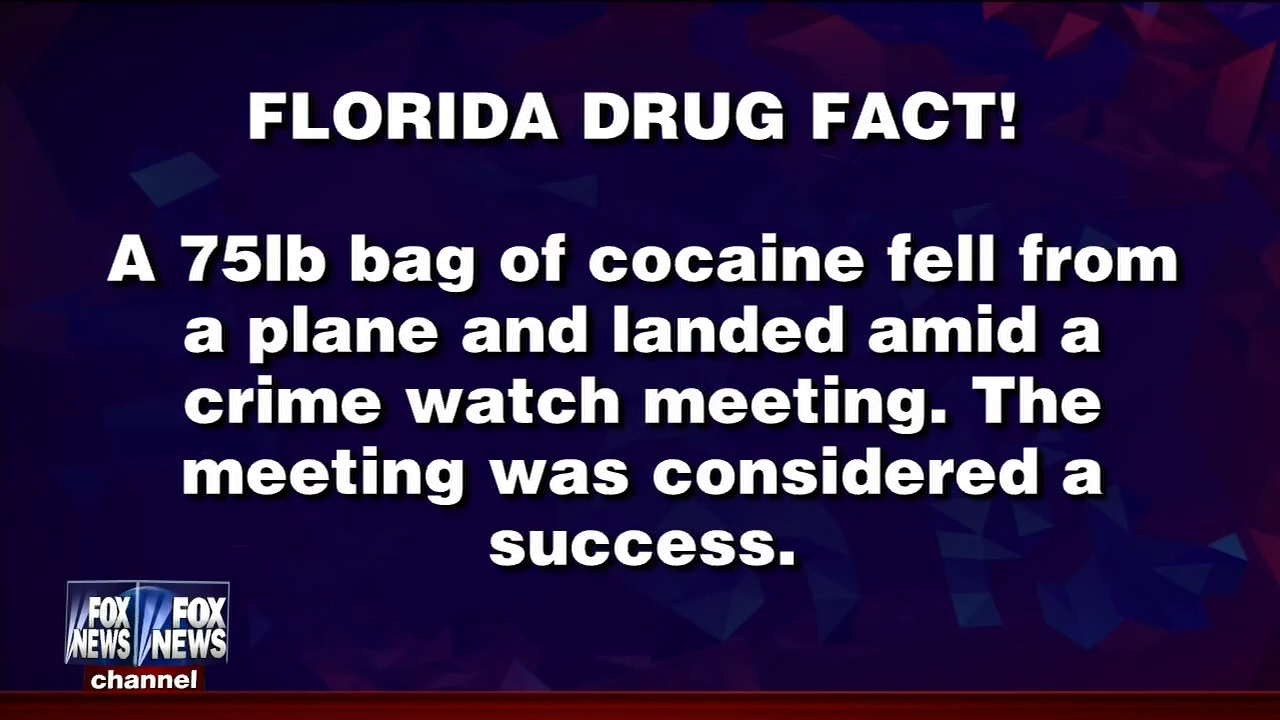 FLORIDA DRUG FACT!
A 75lb bag of cocaine fell from
a plane and landed amid a
crime watch meeting. The
meeting was considered a
success.
FOX FOX
NEWS NEWS
channel